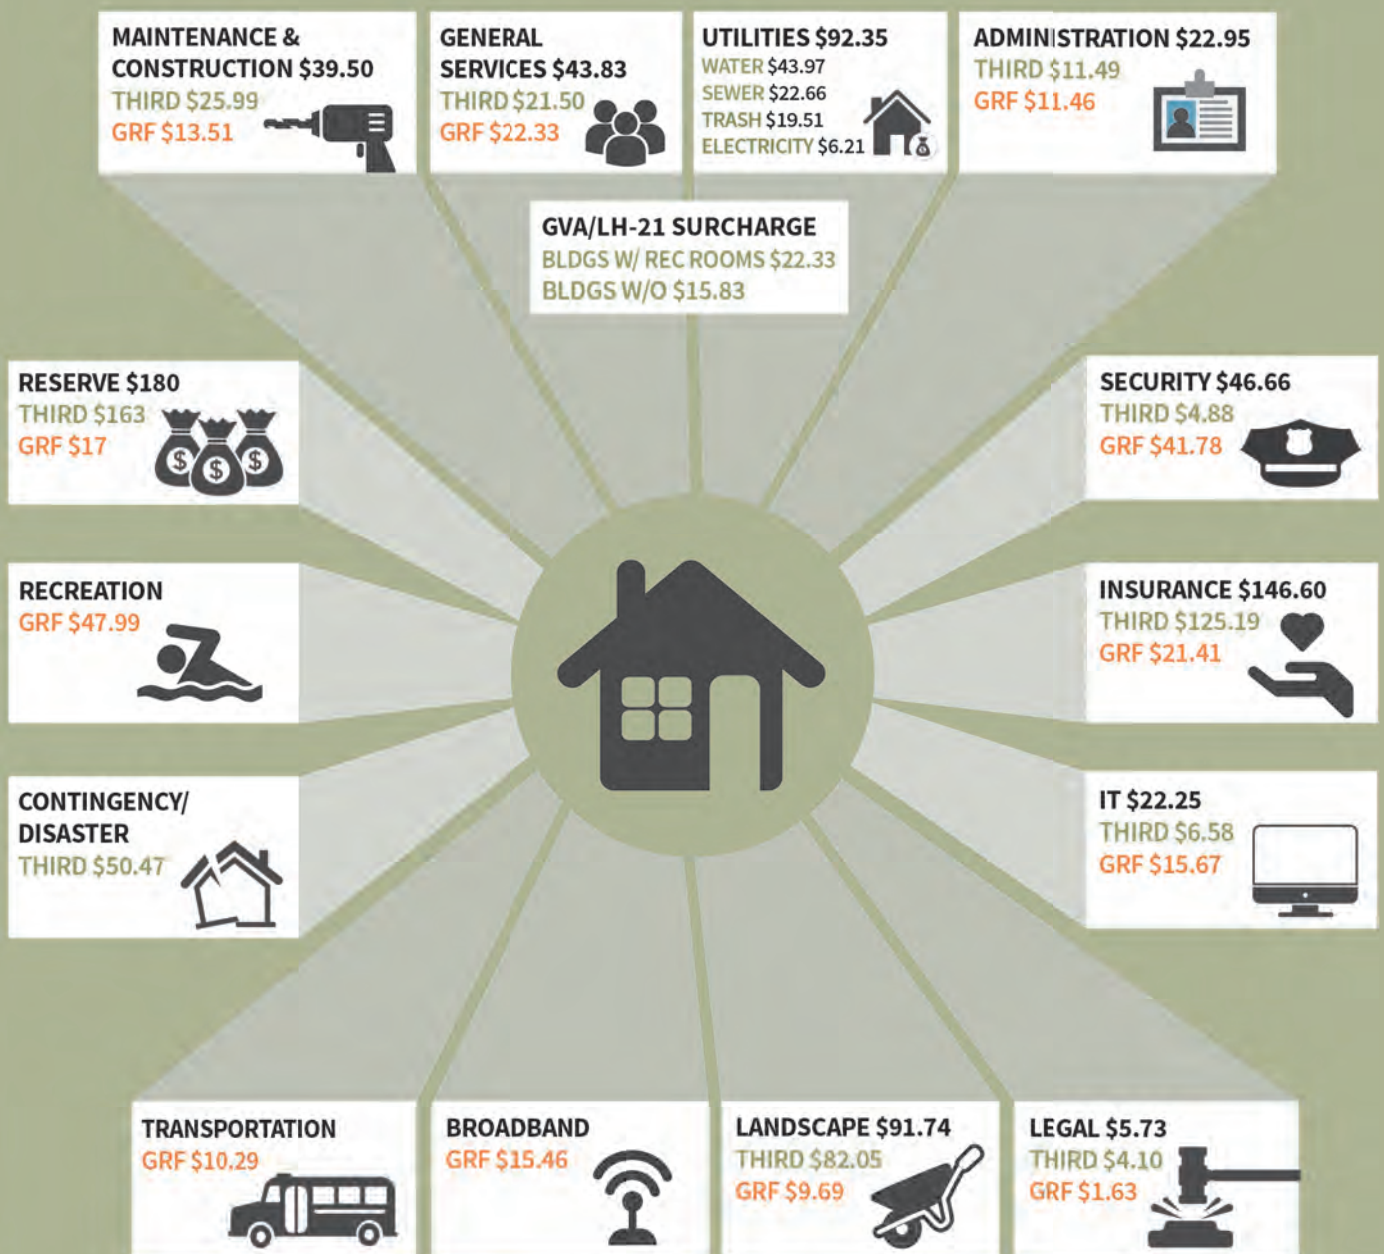 MAINTENANCE &
CONSTRUCTION $39.50
THIRD $25.99
GRF $13.51
GENERAL
SERVICES $43.83
THIRD $21.50
GRF $22.33
UTILITIES $92.35
WATER $43.97
SEWER $22.66
TRASH $19.51
ELECTRICITY $6.21
$
ADMINISTRATION $22.95
THIRD $11.49
GRF $11.46
GVA/LH-21 SURCHARGE
BLDGS W/ REC ROOMS $22.33
BLDGS W/O $15.83
RESERVE $180
THIRD $163
GRF $17
$ $ $
SECURITY $46.66
THIRD $4.88
GRF $41.78
RECREATION
GRF $47.99
INSURANCE $146.60
THIRD $125.19
GRF $21.41
CONTINGENCY/
DISASTER
THIRD $50.47
IT $22.25
THIRD $6.58
GRF $15.67
TRANSPORTATION
GRF $10.29
BROADBAND
GRF $15.46
LANDSCAPE $91.74
THIRD $82.05
GRF $9.69
LEGAL $5.73
THIRD $4.10
GRF $1.63